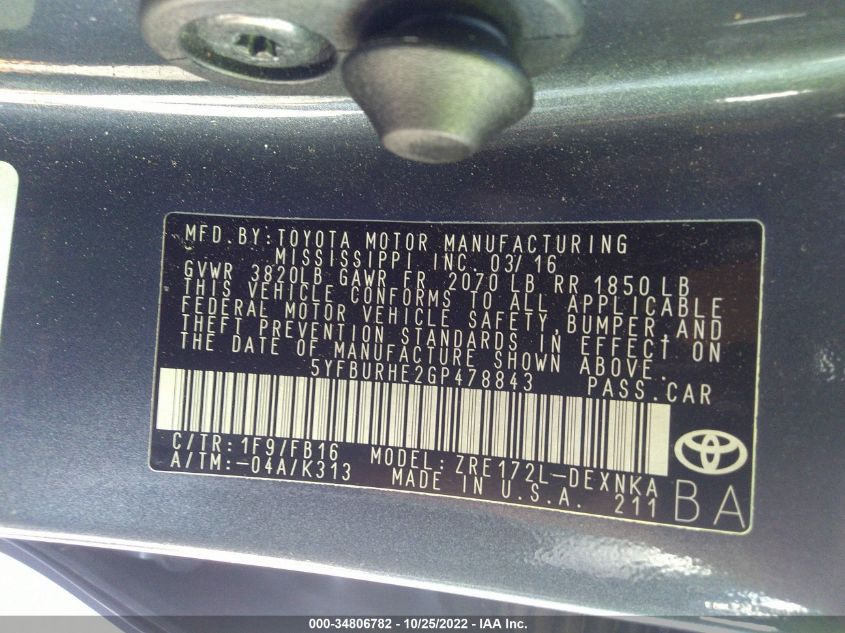 MFD.BY:TOYOTA MOTOR MANUFACTURING
MISSISSIPPI INC. 03/16
GVWR 3820LB GAWR FR 2070 LB RR 1850 LB
THIS VEHICLE CONFORMS TO ALL APPLICABLE
FEDERAL MOTOR VEHICLE SAFETY, BUMPER AND
THEFT PREVENTION STANDARDS IN EFFECT ON
THE DATE OF MANUFACTURE SHOWN ABOVE.
5YFBURHE2GP478843 PASS.CAR
C/TR:1F9/FB16 MODEL: ZRE172L-DEXNKA
A/TM:-04A/K313 MADE IN U.S.A. 211 BA
000-34806782 - 10/25/2022 - IAA Inc.